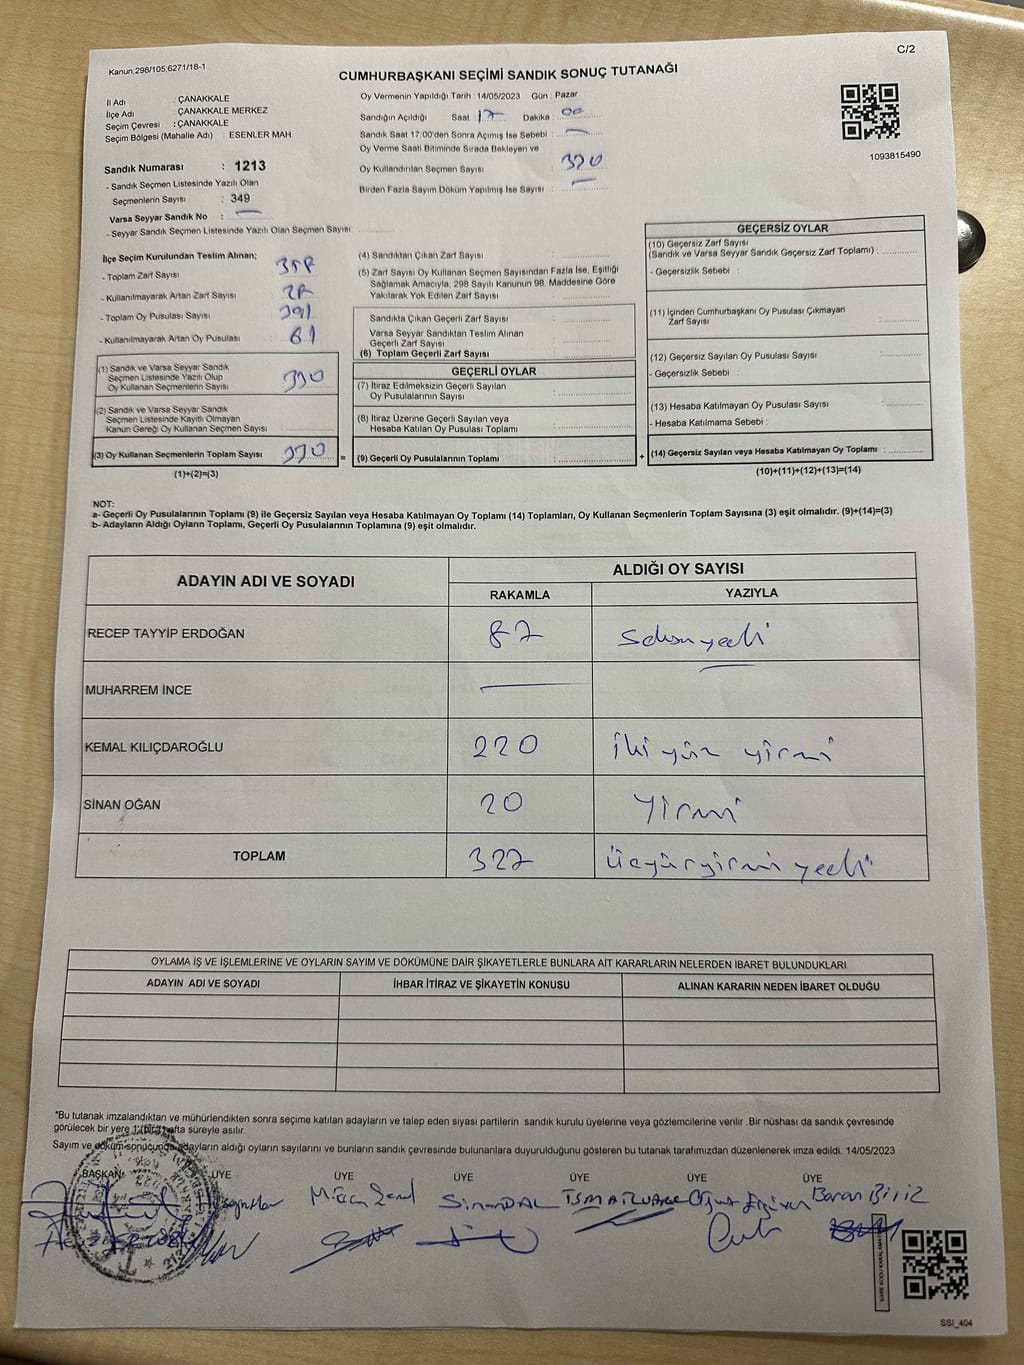 C/2
Kanun,298/105,6271/18-1
CUMHURBAŞKANI SEÇİMİ SANDIK SONUÇ TUTANAĞI
İl Adı : ÇANAKKALE
İlçe Adı : ÇANAKKALE MERKEZ
Seçim Çevresi : ÇANAKKALE
Seçim Bölgesi (Mahalle Adı) : ESENLER MAH.
Sandık Numarası : 1213
- Sandık Seçmen Listesinde Yazılı Olan
Seçmenlerin Sayısı : 349
Varsa Seyyar Sandık No : —
- Seyyar Sandık Seçmen Listesinde Yazılı Olan Seçmen Sayısı:
Oy Vermenin Yapıldığı Tarih : 14/05/2023 Gün : Pazar
Sandığın Açıldığı Saat 17 Dakika : 00
Sandık Saat 17:00'den Sonra Açımış İse Sebebi : —
Oy Verme Saati Bitiminde Sırada Bekleyen ve
Oy Kullandırılan Seçmen Sayısı : 330
Birden Fazla Sayım Döküm Yapılmış İse Sayısı : —
1093815490
İlçe Seçim Kurulundan Teslim Alınan;
- Toplam Zarf Sayısı
- Kullanılmayarak Artan Zarf Sayısı
- Toplam Oy Pusulası Sayısı 391
- Kullanılmayarak Artan Oy Pusulası 61
(1) Sandık ve Varsa Seyyar Sandık
Seçmen Listesinde Yazılı Olup
Oy Kullanan Seçmenlerin Sayısı : 330
(2) Sandık ve Varsa Seyyar Sandık
Seçmen Listesinde Kayıtlı Olmayan
Kanun Gereği Oy Kullanan Seçmen Sayısı :
(3) Oy Kullanan Seçmenlerin Toplam Sayısı : 330
(1)+(2)=(3)
(4) Sandıktan Çıkan Zarf Sayısı :
(5) Zarf Sayısı Oy Kullanan Seçmen Sayısından Fazla İse, Eşitliği
Sağlamak Amacıyla, 298 Sayılı Kanunun 98. Maddesine Göre
Yakılarak Yok Edilen Zarf Sayısı :
Sandıkta Çıkan Geçerli Zarf Sayısı :
Varsa Seyyar Sandıktan Teslim Alınan
Geçerli Zarf Sayısı :
(6) Toplam Geçerli Zarf Sayısı :
GEÇERLİ OYLAR
(7) İtiraz Edilmeksizin Geçerli Sayılan
Oy Pusulalarının Sayısı :
(8) İtiraz Üzerine Geçerli Sayılan veya
Hesaba Katılan Oy Pusulası Toplamı :
= (9) Geçerli Oy Pusulalarının Toplamı : +
GEÇERSİZ OYLAR
(10) Geçersiz Zarf Sayısı
(Sandık ve Varsa Seyyar Sandık Geçersiz Zarf Toplamı) :
- Geçersizlik Sebebi :
(11) İçinden Cumhurbaşkanı Oy Pusulası Çıkmayan
Zarf Sayısı :
(12) Geçersiz Sayılan Oy Pusulası Sayısı :
- Geçersizlik Sebebi :
(13) Hesaba Katılmayan Oy Pusulası Sayısı :
- Hesaba Katılmama Sebebi :
(14) Geçersiz Sayılan veya Hesaba Katılmayan Oy Toplamı :
(10)+(11)+(12)+(13)=(14)
NOT:
a- Geçerli Oy Pusulalarının Toplamı (9) ile Geçersiz Sayılan veya Hesaba Katılmayan Oy Toplamı (14) Toplamları, Oy Kullanan Seçmenlerin Toplam Sayısına (3) eşit olmalıdır. (9)+(14)=(3)
b- Adayların Aldığı Oyların Toplamı, Geçerli Oy Pusulalarının Toplamına (9) eşit olmalıdır.
ADAYIN ADI VE SOYADI ALDIĞI OY SAYISI
RAKAMLA YAZIYLA
RECEP TAYYİP ERDOĞAN 87 seksen yedi
MUHARREM İNCE —
KEMAL KILIÇDAROĞLU 220 iki yüz yirmi
SİNAN OĞAN 20 yirmi
TOPLAM 327 üçyüzyirmi yedi
OYLAMA İŞ VE İŞLEMLERİNE VE OYLARIN SAYIM VE DÖKÜMÜNE DAİR ŞİKAYETLERLE BUNLARA AİT KARARLARIN NELERDEN İBARET BULUNDUKLARI
ADAYIN ADI VE SOYADI İHBAR İTİRAZ VE ŞİKAYETİN KONUSU ALINAN KARARIN NEDEN İBARET OLDUĞU
*Bu tutanak imzalandıktan ve mühürlendikten sonra seçime katılan adayların ve talep eden siyasi partilerin sandık kurulu üyelerine veya gözlemcilerine verilir. Bir nüshası da sandık çevresinde
görülecek bir yere 1 (bir) hafta süreyle asılır.
Sayım ve döküm sonucunda adayların aldığı oyların sayılarını ve bunların sandık çevresinde bulunanlara duyurulduğunu gösteren bu tutanak tarafımızdan düzenlenerek imza edildi. 14/05/2023
BAŞKAN ÜYE ÜYE ÜYE ÜYE ÜYE ÜYE
Sinan DAL Baran Biliz
KARE KODU KARALAMAYINIZ
SSİ_404